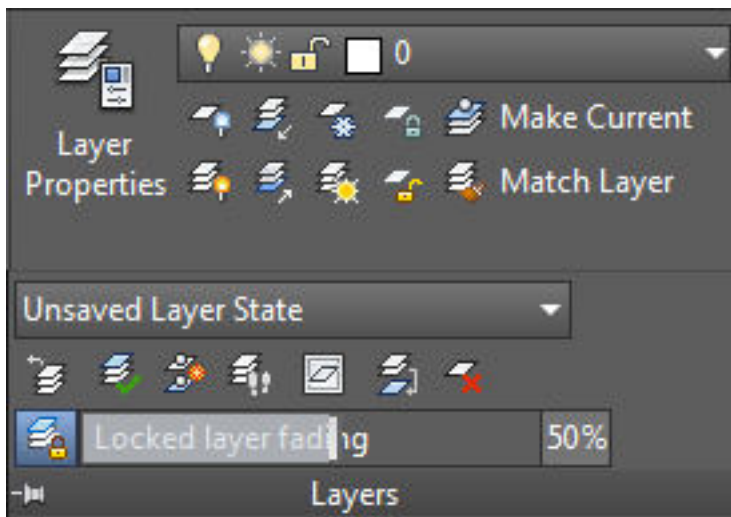 0
Layer
Properties
Make Current
Match Layer
Unsaved Layer State
Locked layer fading 50%
Layers